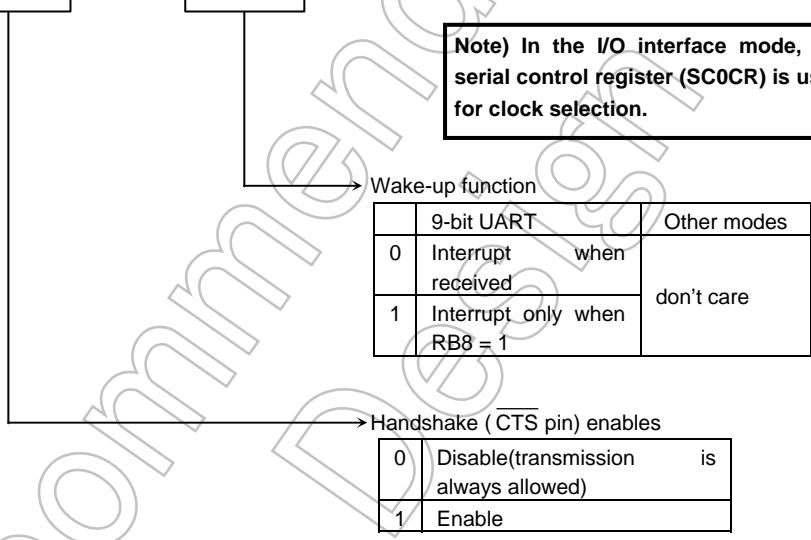 Note) In the I/O interface mode,
serial control register (SC0CR) is
for clock selection.
Wake-up function
9-bit UART Other modes
0 Interrupt when
received
don't care
1 Interrupt only when
RB8 = 1
Handshake ( CTS pin) enables
0 Disable(transmission is
always allowed)
1 Enable
ommen
Design